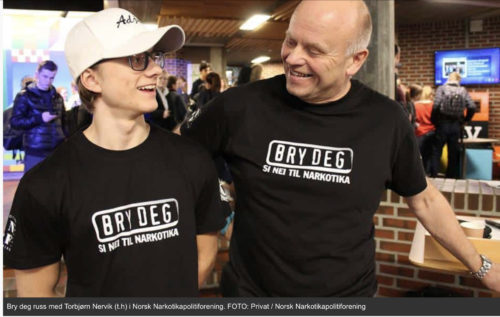 Adr
BRY DEG
SI NEI TIL NARKOTIKA
BRY DEG
SI NEI TIL NARKOTIKA
Bry deg russ med Torbjørn Nervik (t.h) i Norsk Narkotikapolitiforening. FOTO: Privat / Norsk Narkotikapolitiforening